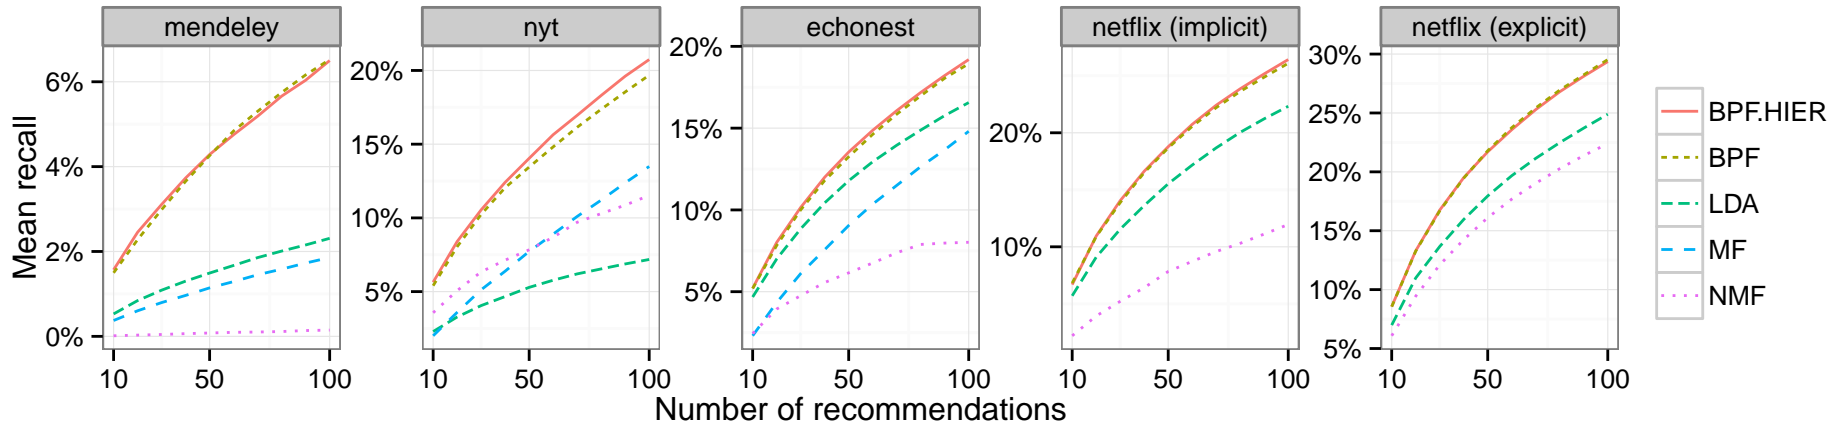 mendeley
nyt
echonest
netflix (implicit)
netflix (explicit)
Mean recall
6%
4%
2%
0%
20%
15%
10%
5%
20%
15%
10%
5%
20%
10%
30%
25%
20%
15%
10%
5%
10 50 100
10 50 100
10 50 100
10 50 100
10 50 100
Number of recommendations
BPF.HIER
BPF
LDA
MF
NMF